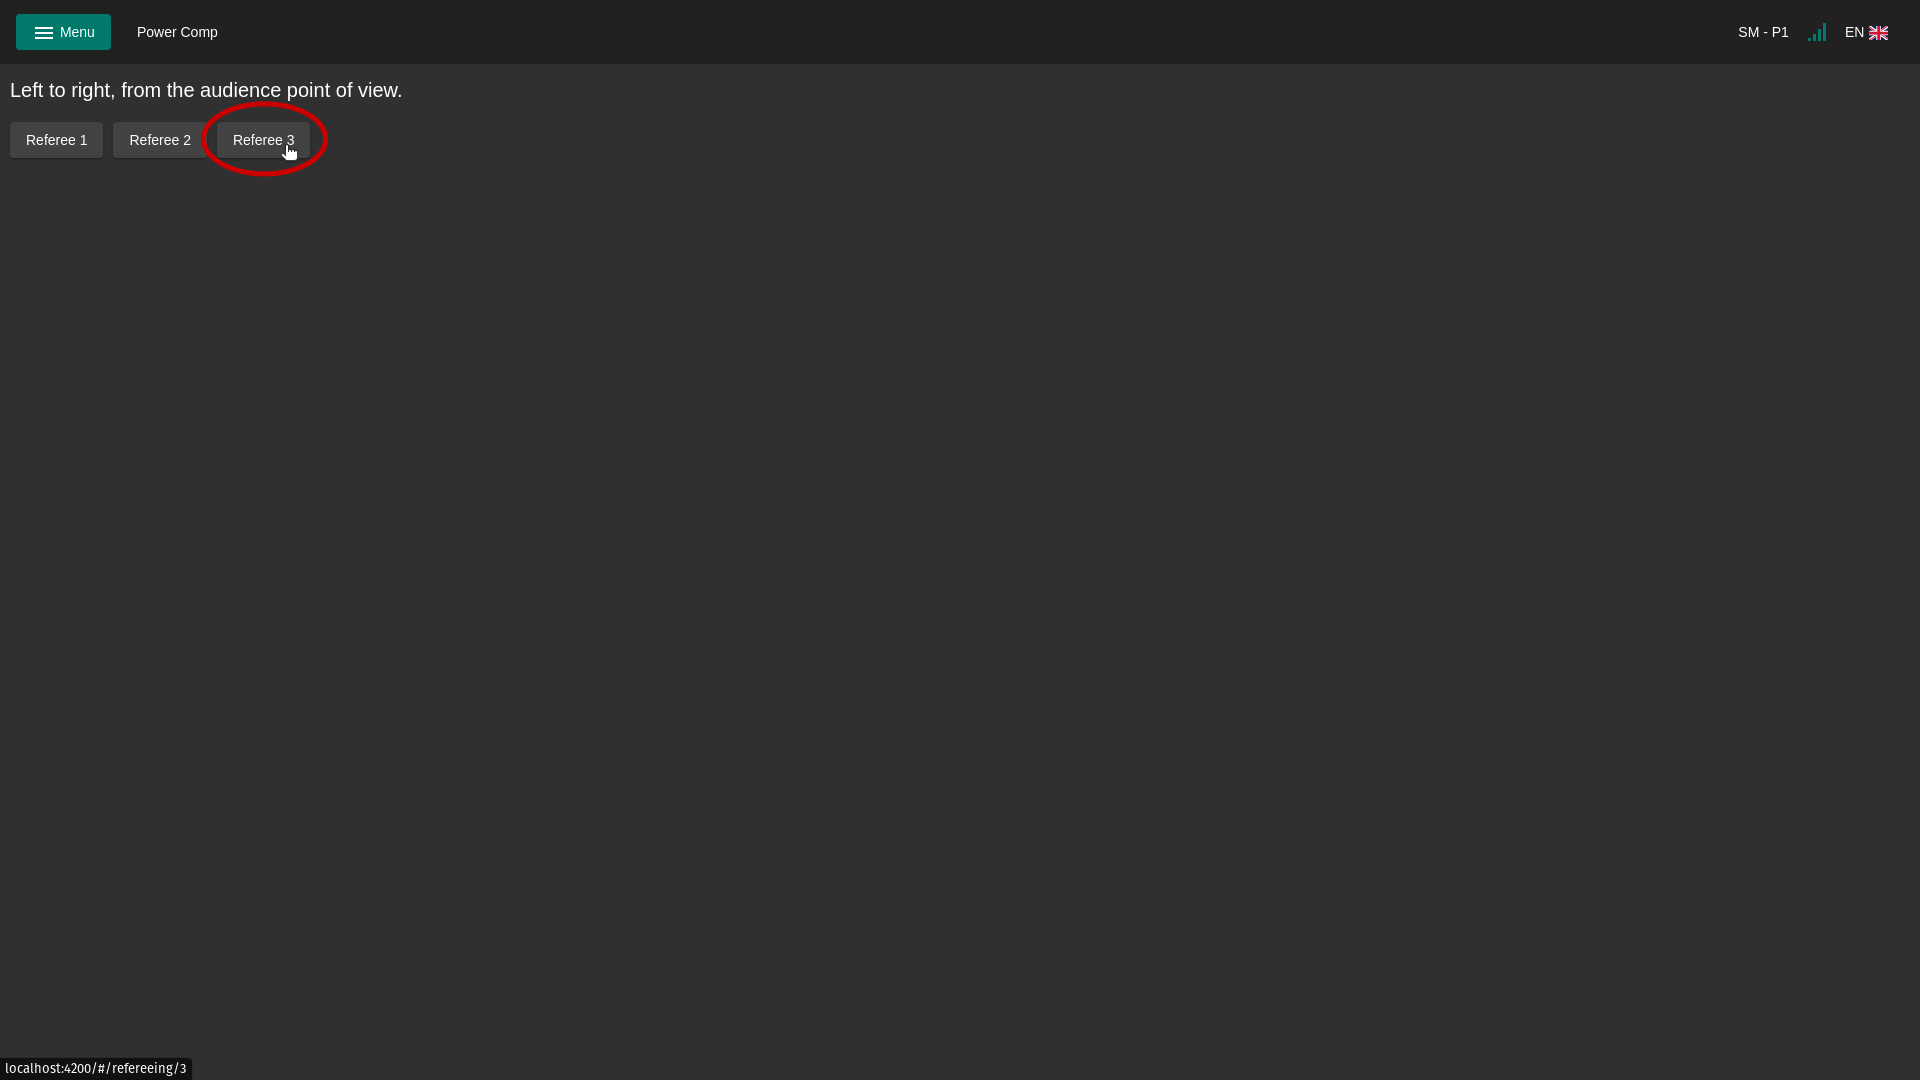 Menu Power Comp SM - P1 EN
Left to right, from the audience point of view.
Referee 1 Referee 2 Referee 3
localhost:4200/#/refereeing/3